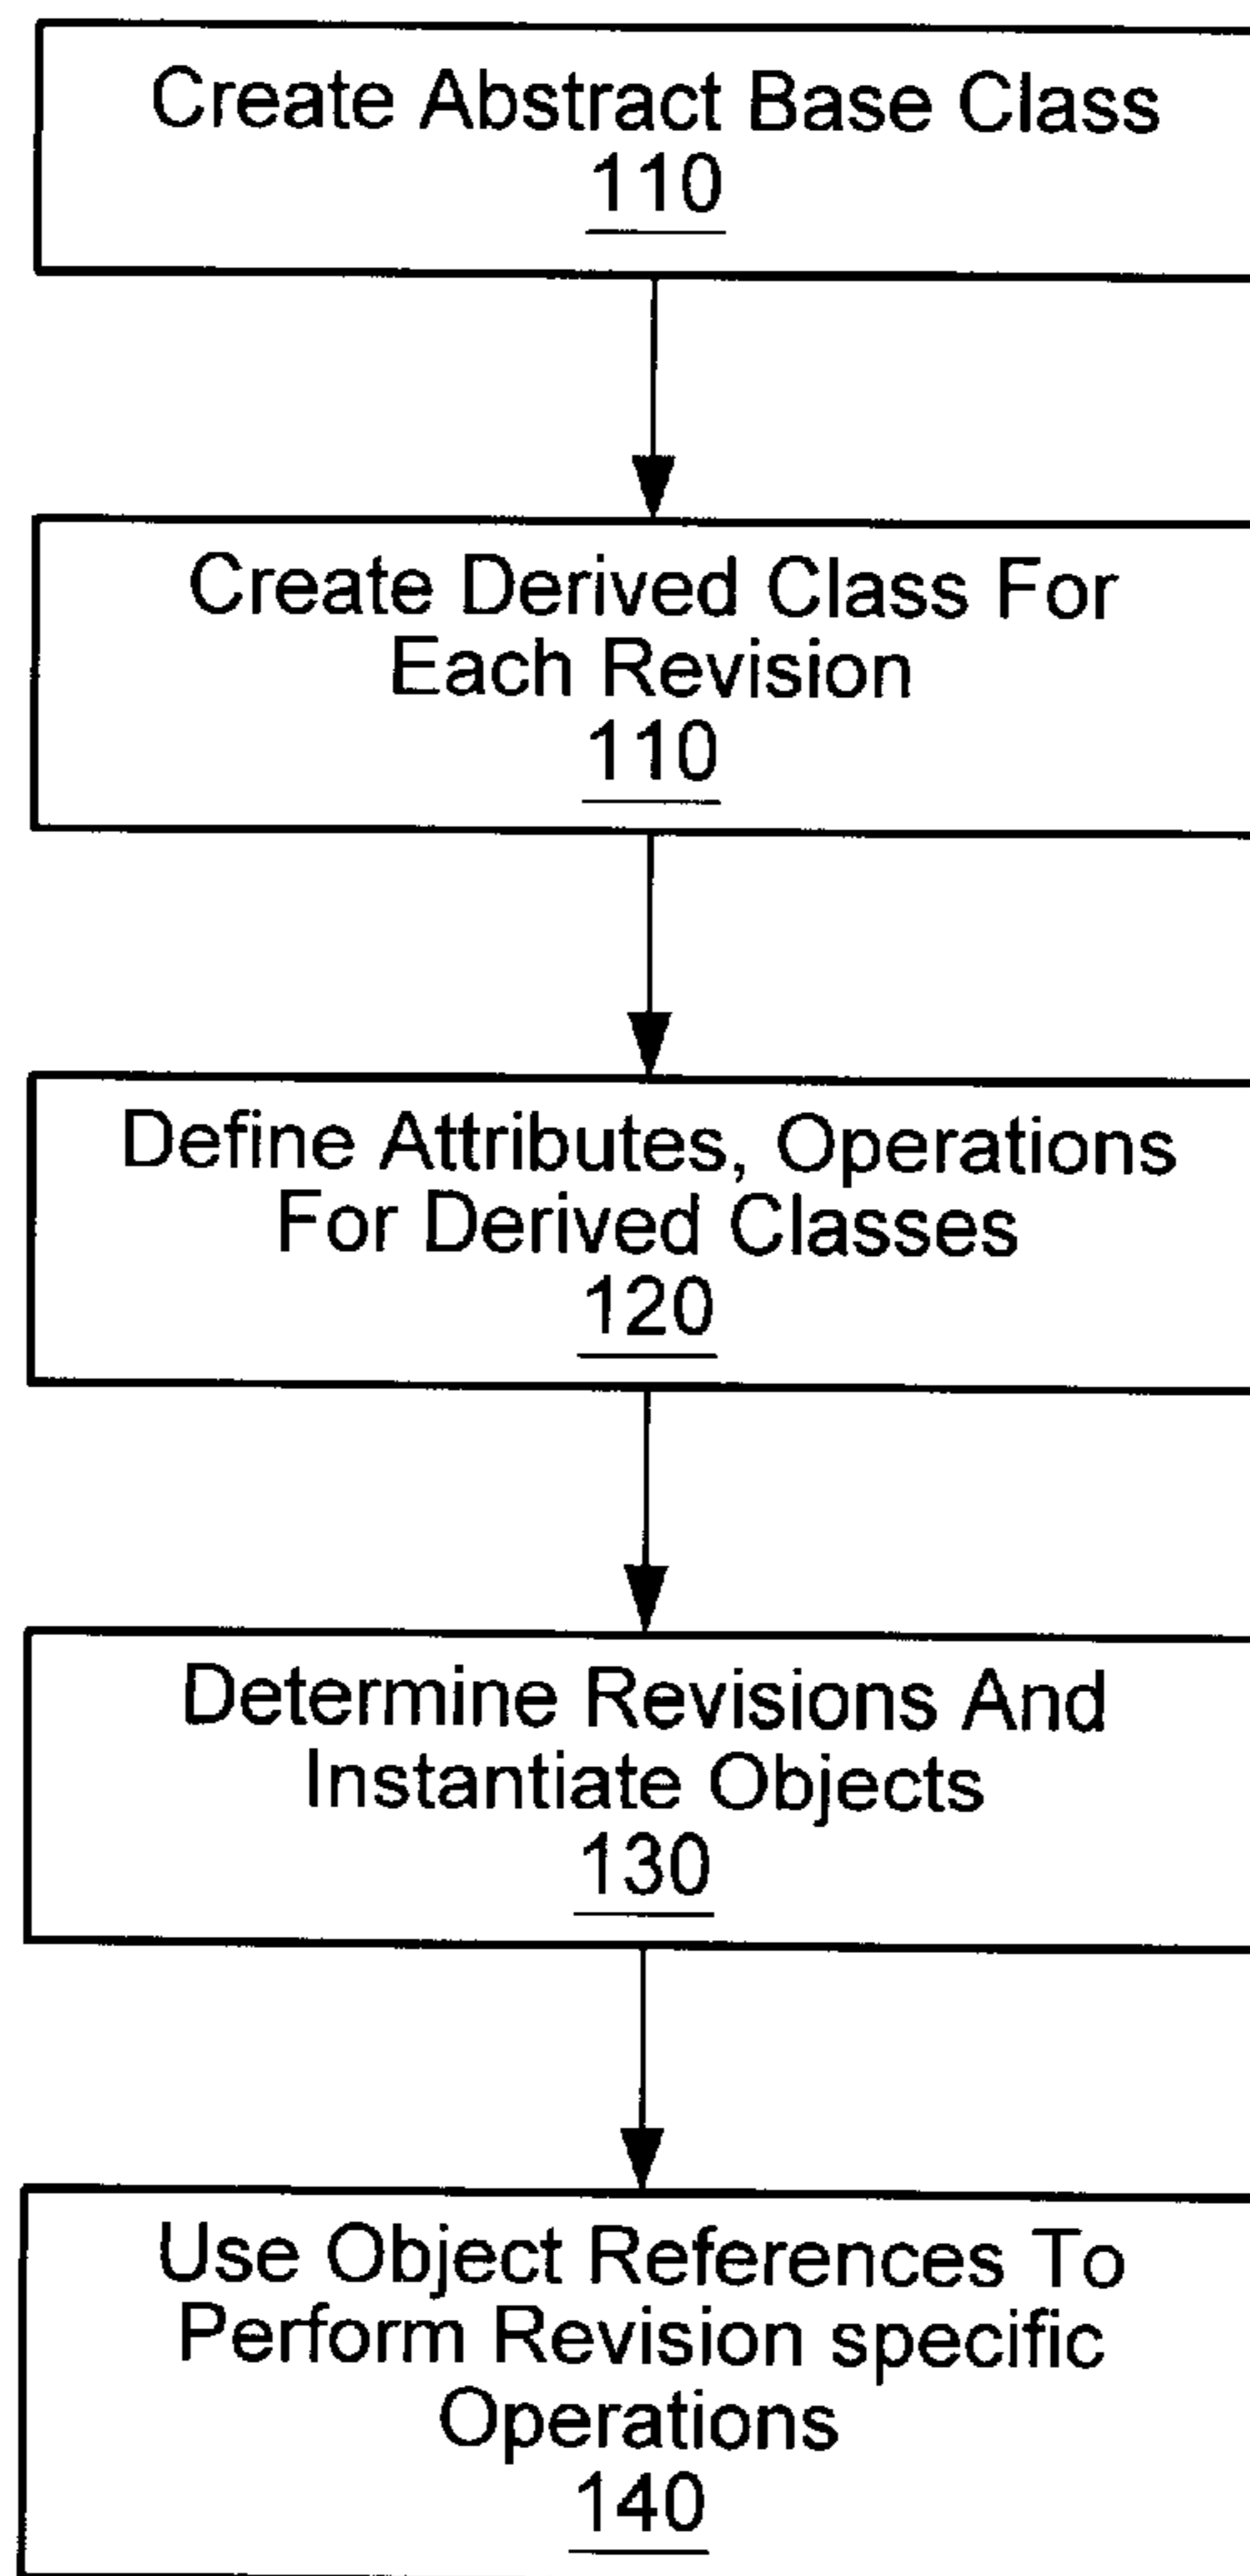 Create Abstract Base Class
110
Create Derived Class For
Each Revision
110
Define Attributes, Operations
For Derived Classes
120
Determine Revisions And
Instantiate Objects
130
Use Object References To
Perform Revision specific
Operations
140